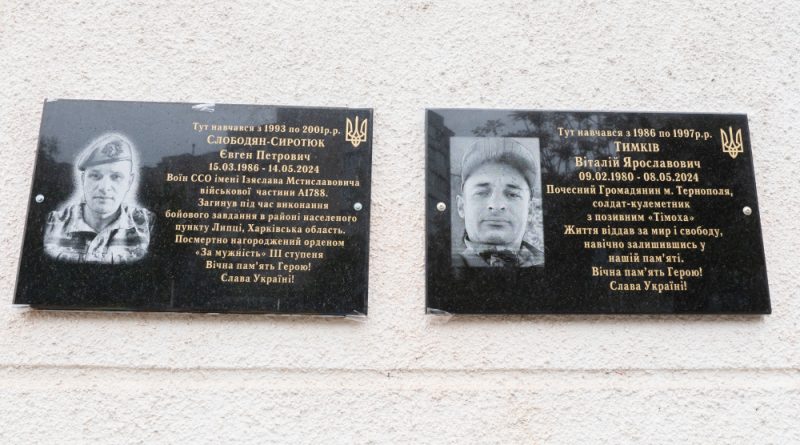 Тут навчався з 1993 по 2001р.р.
Слободян-Сиротюк
Євген Петрович
15.03.1986 - 14.05.2024
Воїн ССО імені Ізяслава Мстиславовича
військової частини А1788.
Загинув під час виконання
бойового завдання в районі населеного
пункту Липці, Харківська область.
Посмертно нагороджений орденом
«За мужність» III ступеня
Вічна пам'ять Герою!
Слава Україні!
Тут навчався з 1986 по 1997р.р.
Тимків
Віталій Ярославович
09.02.1980 - 08.05.2024
Почесний Громадянин м. Тернополя,
солдат-кулеметник
з позивним «Тімоха»
Життя віддав за мир і свободу,
навічно залишившись у
нашій пам'яті.
Вічна пам'ять Герою!
Слава Україні!